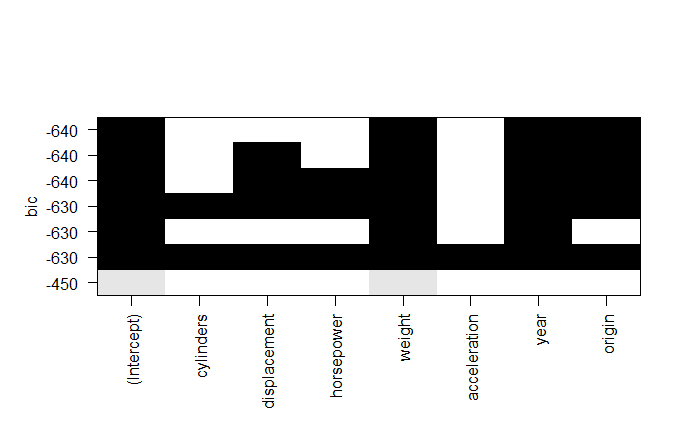 -640
-640
-640
-630
-630
-630
-450
bic
(Intercept)
cylinders
displacement
horsepower
weight
acceleration
year
origin